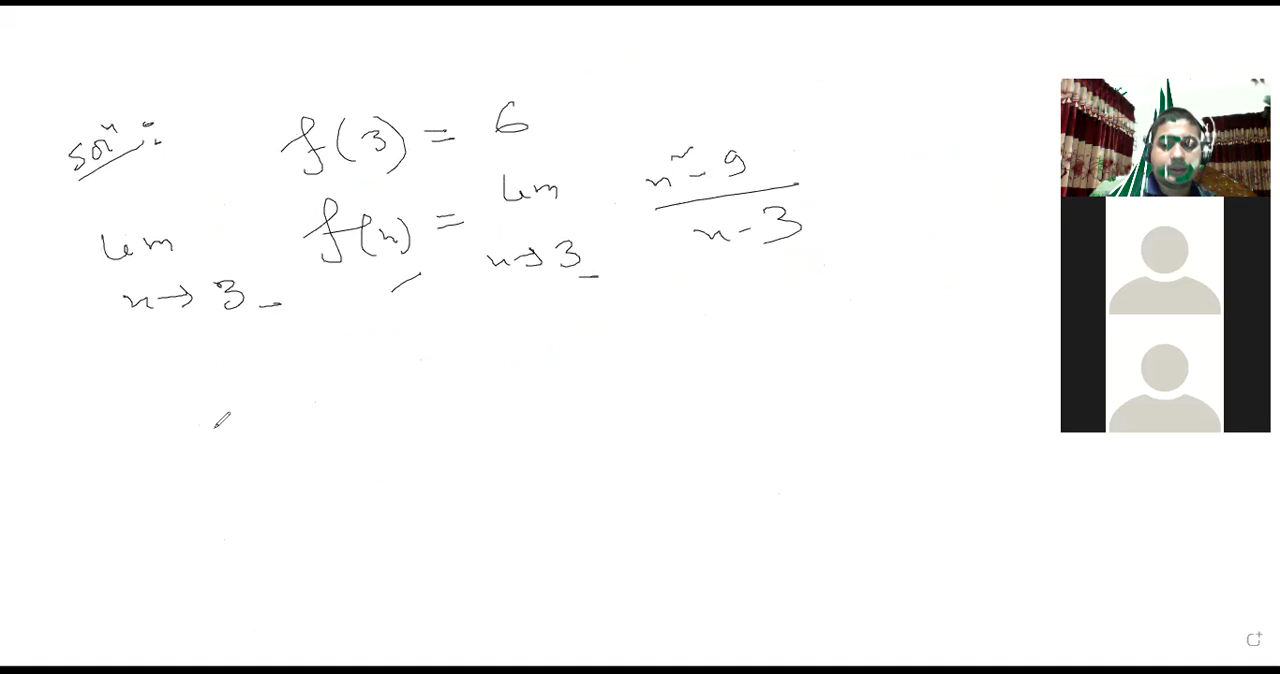 Solⁿ: f(3) = 6
lim x→3₋ f(x) = lim x→3₋ (x² - 9)/(x - 3)